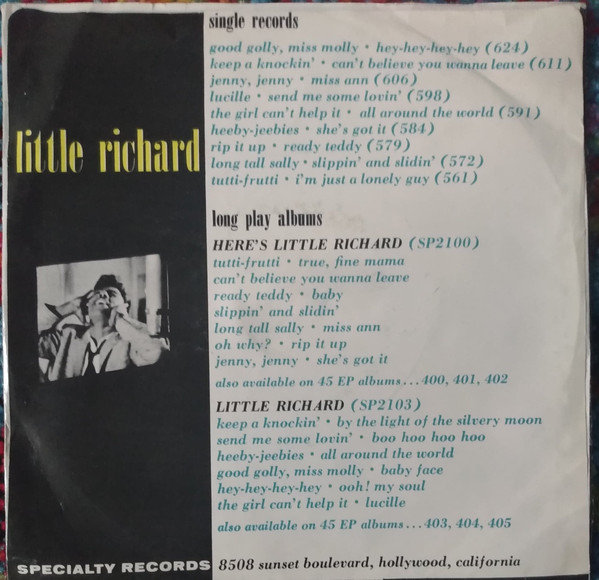 little richard
single records
good golly, miss molly • hey-hey-hey-hey (624)
keep a knockin' • can't believe you wanna leave (611)
jenny, jenny • miss ann (606)
lucille • send me some lovin' (598)
the girl can't help it • all around the world (591)
heeby-jeebies • she's got it (584)
rip it up • ready teddy (579)
long tall sally • slippin' and slidin' (572)
tutti-frutti • i'm just a lonely guy (561)
long play albums
HERE'S LITTLE RICHARD (SP2100)
tutti-frutti • true, fine mama
can't believe you wanna leave
ready teddy • baby
slippin' and slidin'
long tall sally • miss ann
oh why? • rip it up
jenny, jenny • she's got it
also available on 45 EP albums...400, 401, 402
LITTLE RICHARD (SP2103)
keep a knockin' • by the light of the silvery moon
send me some lovin' • boo hoo hoo hoo
heeby-jeebies • all around the world
good golly, miss molly • baby face
hey-hey-hey-hey • ooh! my soul
the girl can't help it • lucille
also available on 45 EP albums...403, 404, 405
SPECIALTY RECORDS 8508 sunset boulevard, hollywood, california